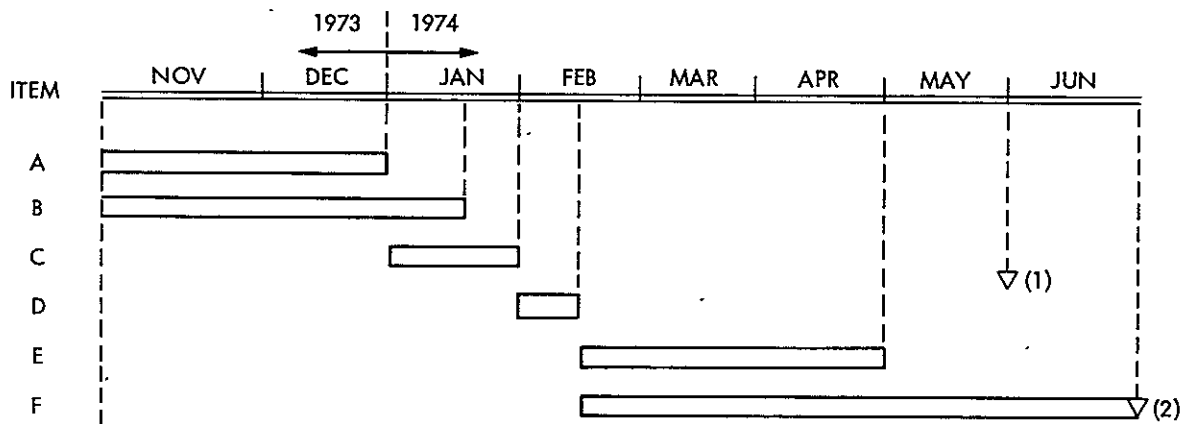 1973 1974
ITEM NOV DEC JAN FEB MAR APR MAY JUN
A
B
C
(1)
D
E
F
(2)